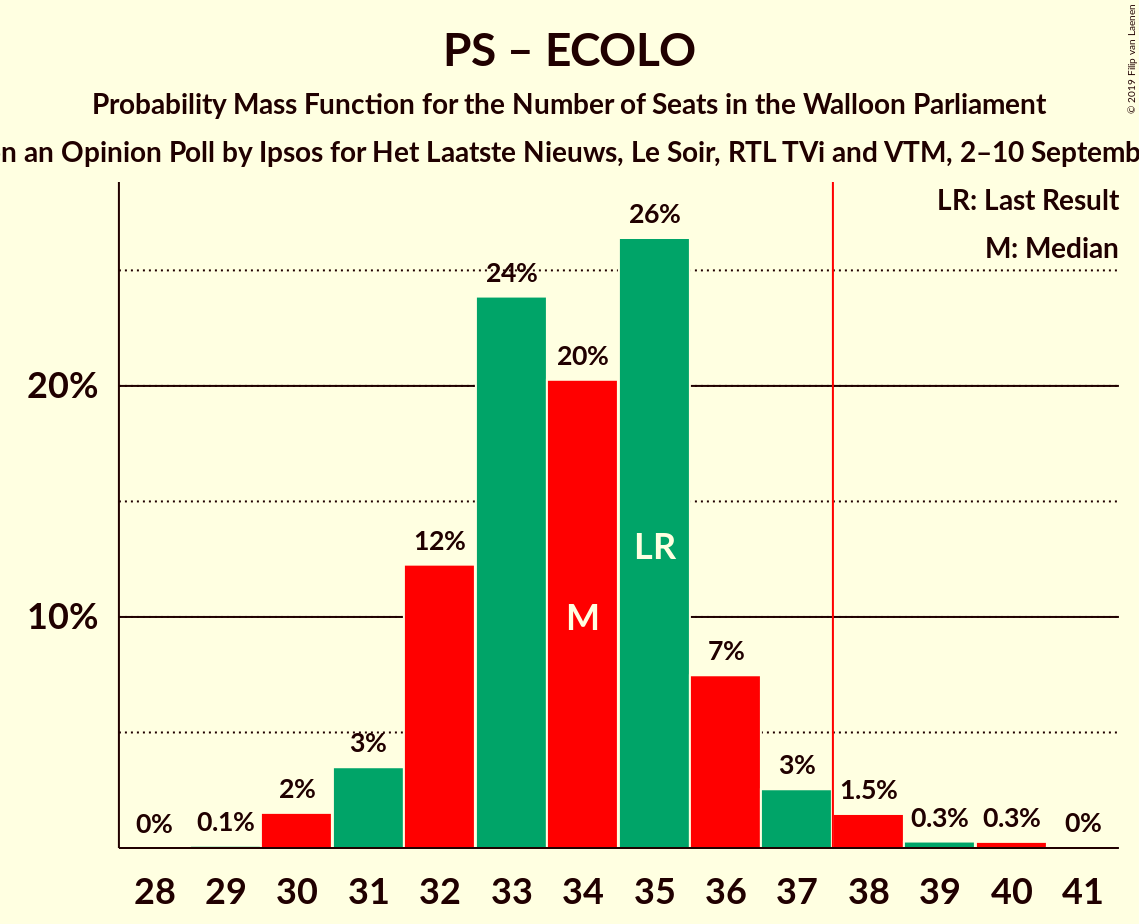 PS – ECOLO
Probability Mass Function for the Number of Seats in the Walloon Parliament
an Opinion Poll by Ipsos for Het Laatste Nieuws, Le Soir, RTL TVi and VTM, 2–10
© 2019 Filip van Laenen
LR: Last Result
M: Median
26%
24%
20%
20%
12%
LR
M
10%
7%
3%
3%
2%
1.5%
0%
0.1%
0.3%
0.3%
0%
28 29 30 31 32 33 34 35 36 37 38 39 40 41